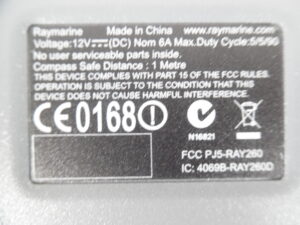 Raymarine Made in China
Voltage:12V⎓(DC) Nom 6A Max.Duty Cycle:5/5/90
No user serviceable parts inside.
Compass Safe Distance : 1 Metre
THIS DEVICE COMPLIES WITH PART 15 OF THE FCC RULES.
OPERATION IS SUBJECT TO THE CONDITION THAT THIS
DEVICE DOES NOT CAUSE HARMFUL INTERFERENCE.
CE0168
N16821
FCC PJ5-RAY260
IC: 4069B-RAY260D